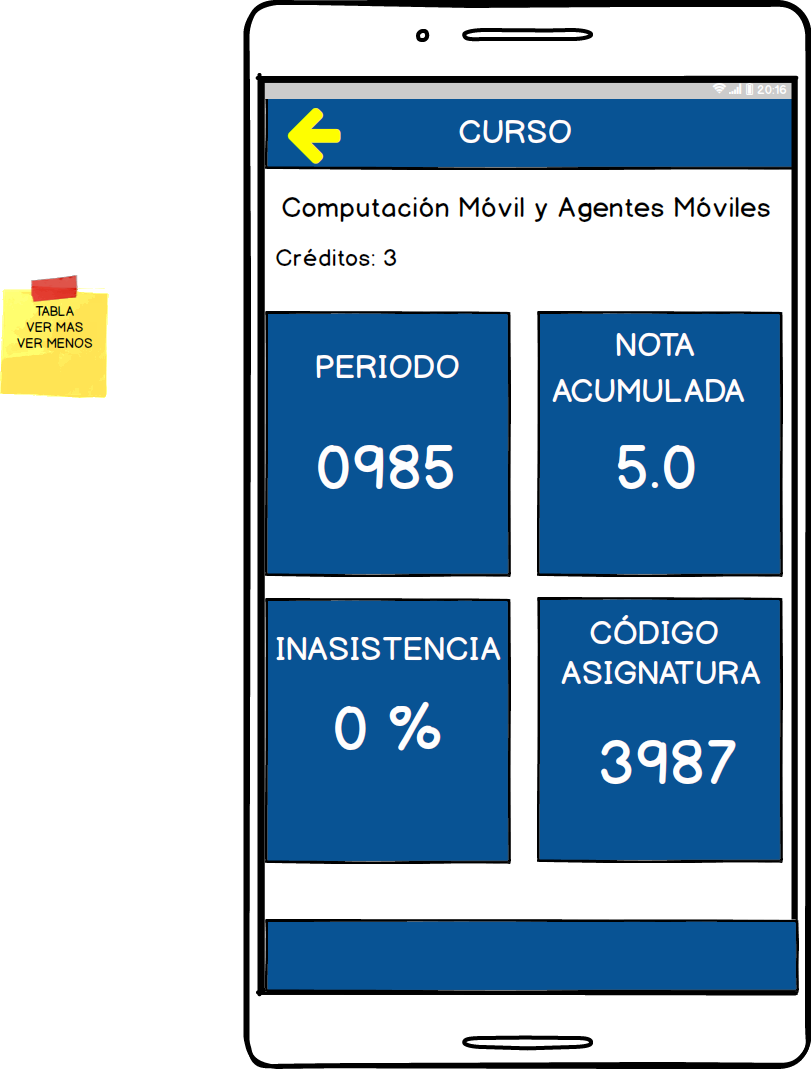 20:16
CURSO
Computación Móvil y Agentes Móviles
Créditos: 3
TABLA
VER MAS
VER MENOS
PERIODO
0985
NOTA
ACUMULADA
5.0
INASISTENCIA
0 %
CÓDIGO
ASIGNATURA
3987